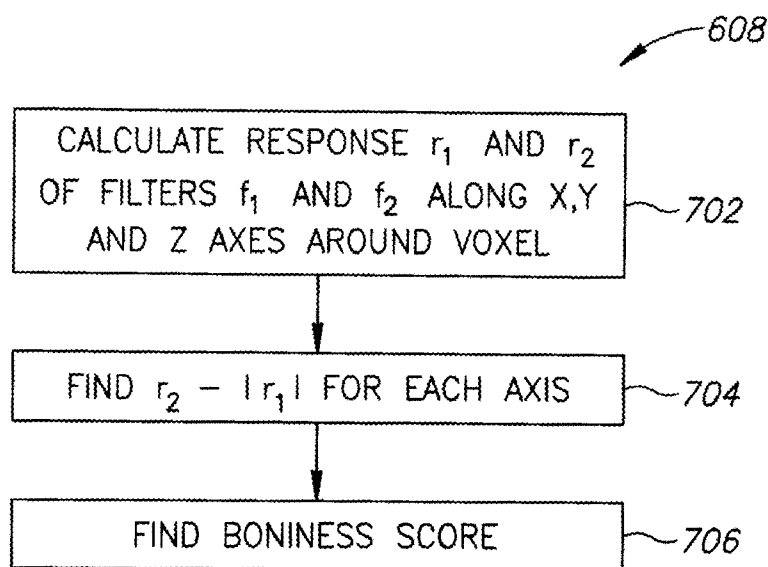 608
CALCULATE RESPONSE r₁ AND r₂
OF FILTERS f₁ AND f₂ ALONG X,Y
AND Z AXES AROUND VOXEL
702
FIND r₂ − |r₁| FOR EACH AXIS
704
FIND BONINESS SCORE
706